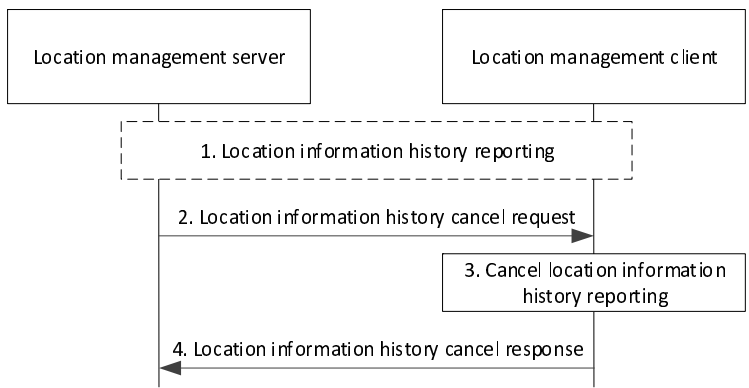 Location management server
Location management client
1. Location information history reporting
2. Location information history cancel request
3. Cancel location information
history reporting
4. Location information history cancel response